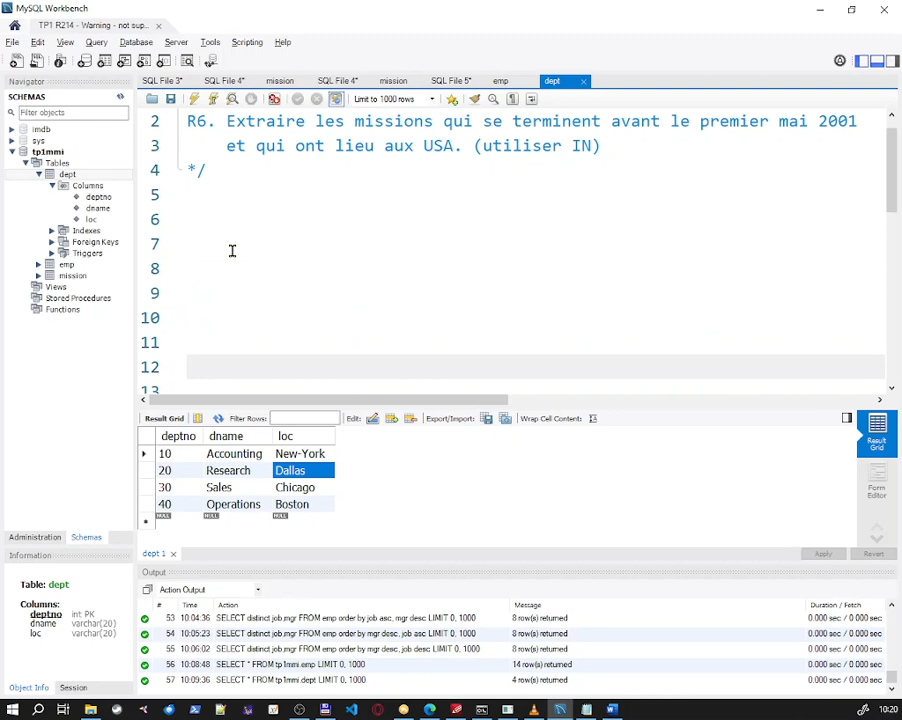 MySQL Workbench
TP1 R214 - Warning - not sup...
File Edit View Query Database Server Tools Scripting Help
Navigator
SCHEMAS
Filter objects
imdb
sys
tp1mmi
Tables
dept
Columns
deptno
dname
loc
Indexes
Foreign Keys
Triggers
emp
mission
Views
Stored Procedures
Functions
Administration Schemas
Information
Table: dept
Columns:
deptno int PK
dname varchar(20)
loc varchar(20)
Object Info Session
SQL File 3* SQL File 4* mission SQL File 4* mission SQL File 5* emp dept
Limit to 1000 rows
2 R6. Extraire les missions qui se terminent avant le premier mai 2001
3 et qui ont lieu aux USA. (utiliser IN)
4 */
5
6
7
8
9
10
11
12
13
Result Grid Filter Rows: Edit: Export/Import: Wrap Cell Content:
deptno dname loc
10 Accounting New-York
20 Research Dallas
30 Sales Chicago
40 Operations Boston
NULL NULL NULL
Result Grid
Form Editor
dept 1 Apply Revert
Output
Action Output
# Time Action Message Duration / Fetch
53 10:04:36 SELECT distinct job,mgr FROM emp order by job asc, mgr desc LIMIT 0, 1000 8 row(s) returned 0.000 sec / 0.000 sec
54 10:05:23 SELECT distinct job,mgr FROM emp order by mgr desc, job asc LIMIT 0, 1000 8 row(s) returned 0.000 sec / 0.000 sec
55 10:06:02 SELECT distinct job,mgr FROM emp order by mgr desc, job desc LIMIT 0, 1000 8 row(s) returned 0.000 sec / 0.000 sec
56 10:08:48 SELECT * FROM tp1mmi.emp LIMIT 0, 1000 14 row(s) returned 0.000 sec / 0.000 sec
57 10:09:36 SELECT * FROM tp1mmi.dept LIMIT 0, 1000 4 row(s) returned 0.000 sec / 0.000 sec
10:20